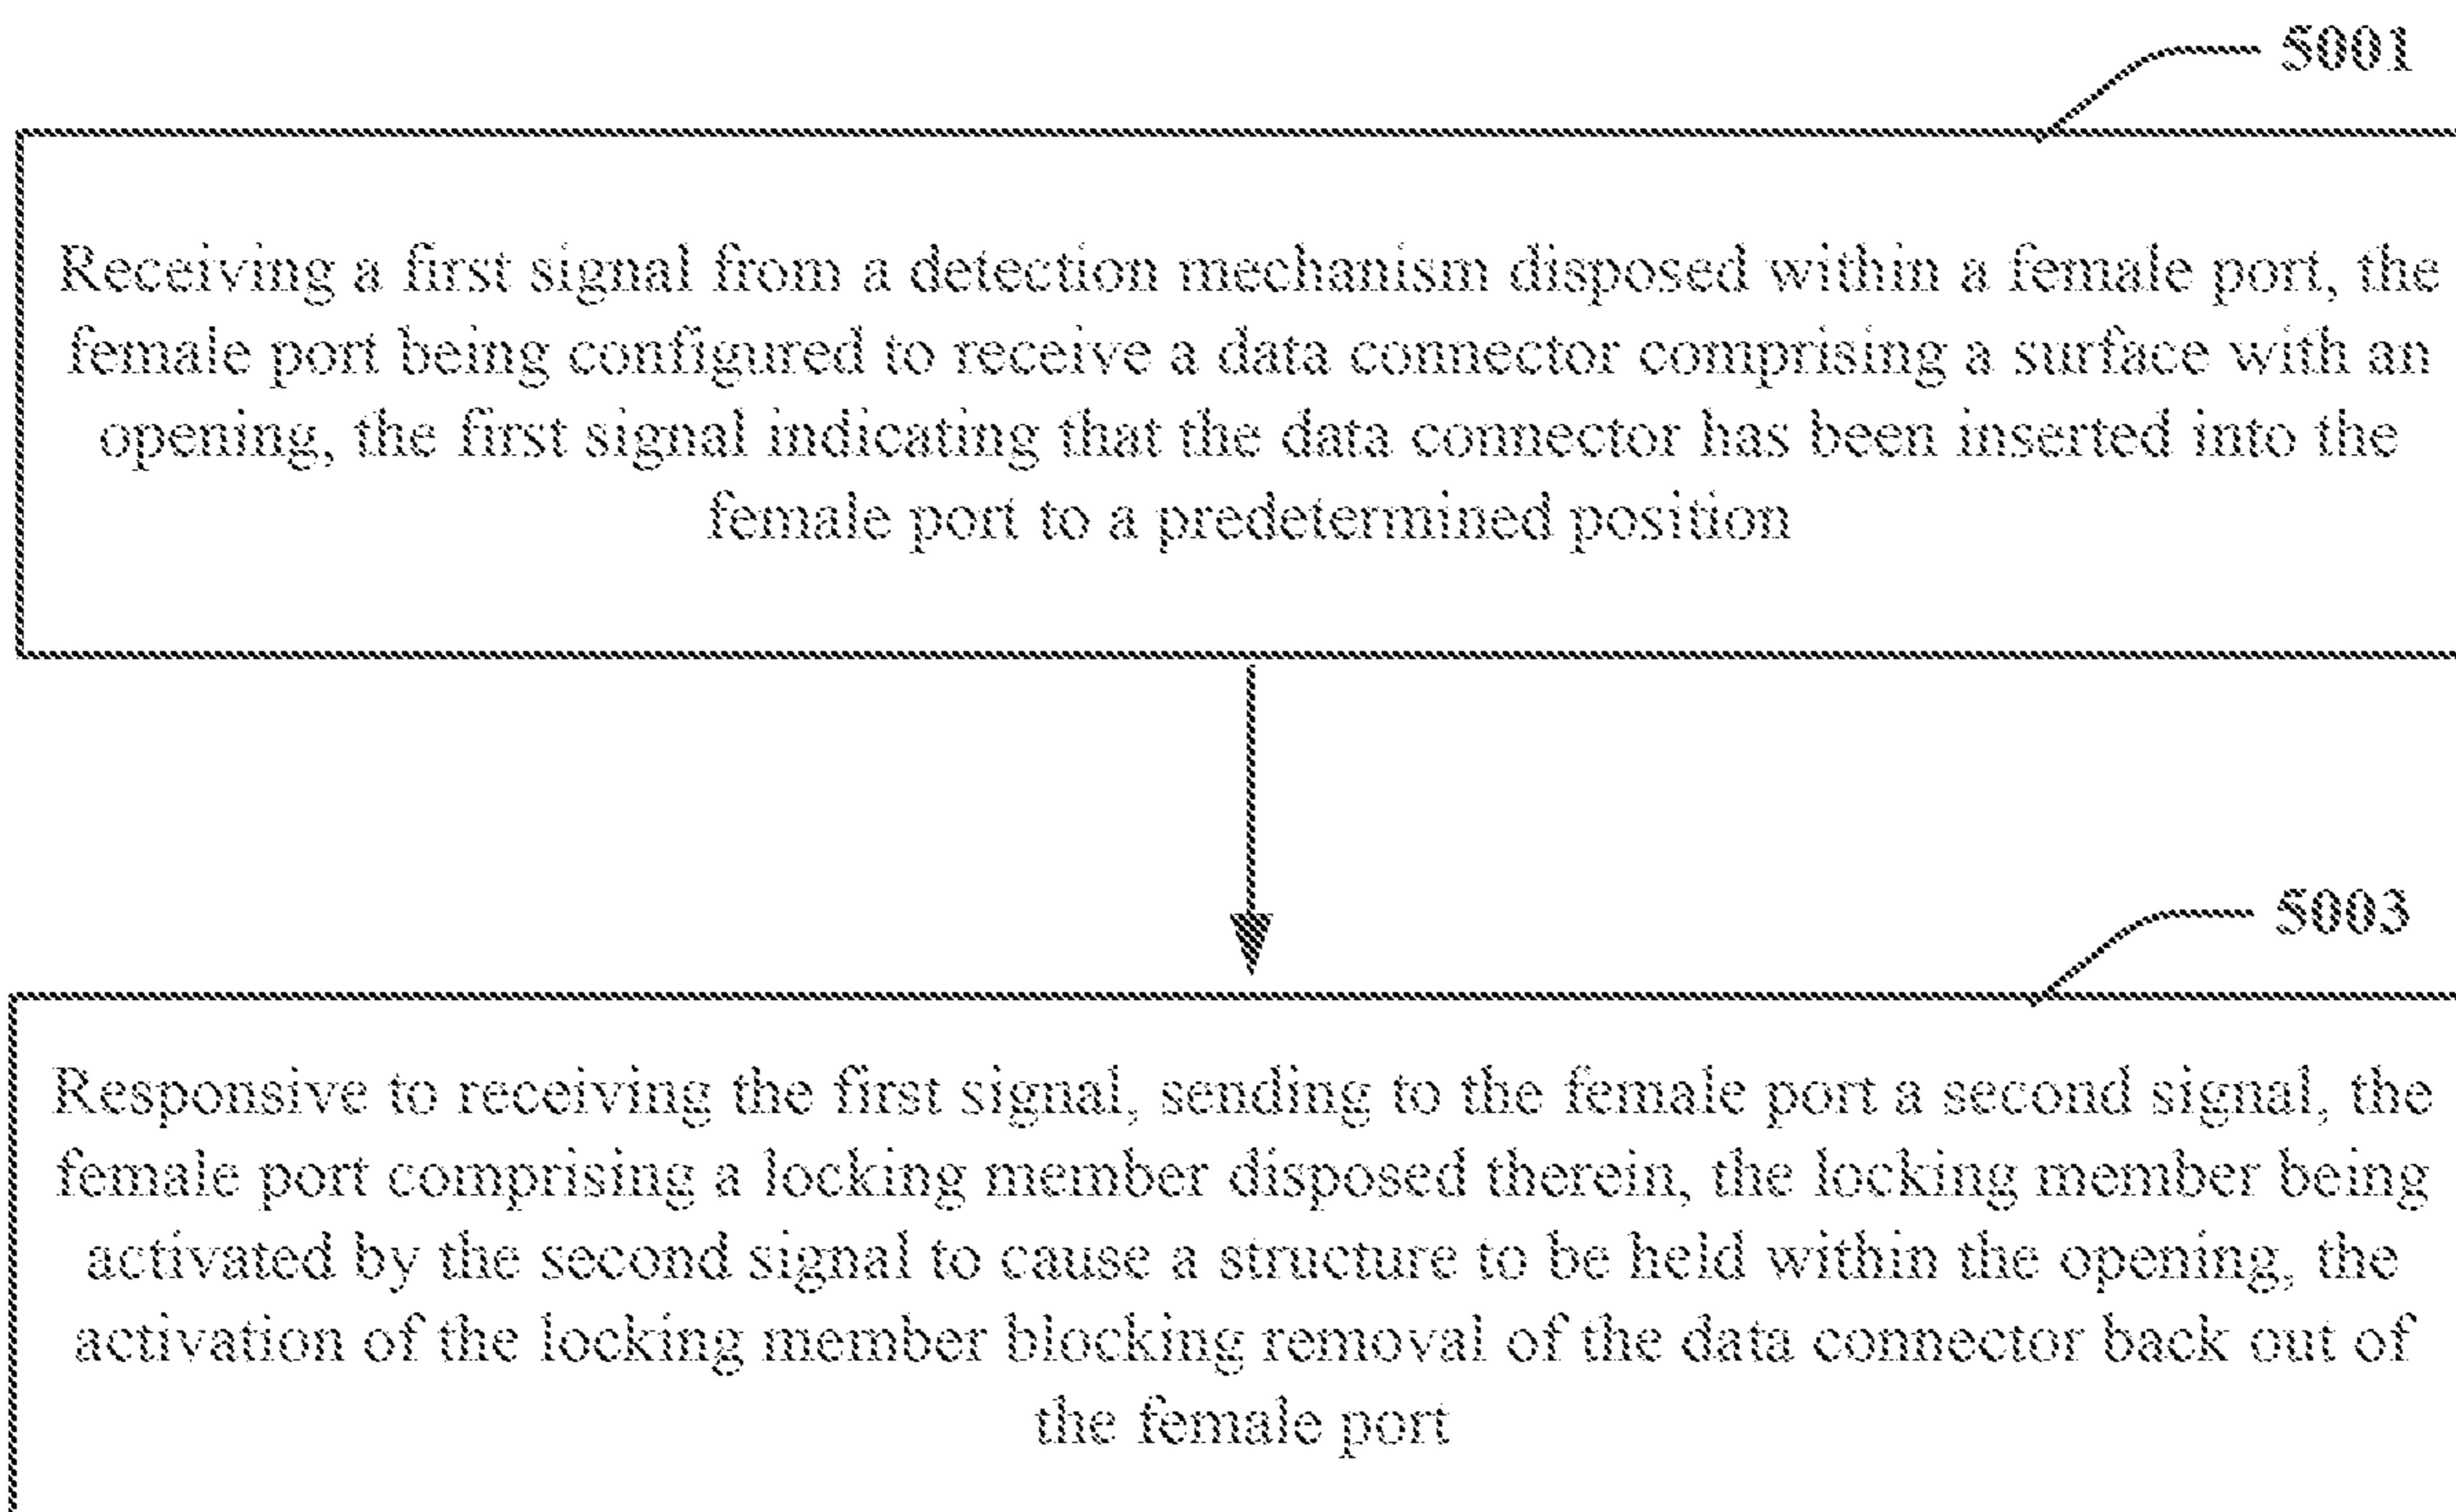 5001
Receiving a first signal from a detection mechanism disposed within a female port, the
female port being configured to receive a data connector comprising a surface with an
opening, the first signal indicating that the data connector has been inserted into the
female port to a predetermined position
5003
Responsive to receiving the first signal, sending to the female port a second signal, the
female port comprising a locking member disposed therein, the locking member being
activated by the second signal to cause a structure to be held within the opening, the
activation of the locking member blocking removal of the data connector back out of
the female port